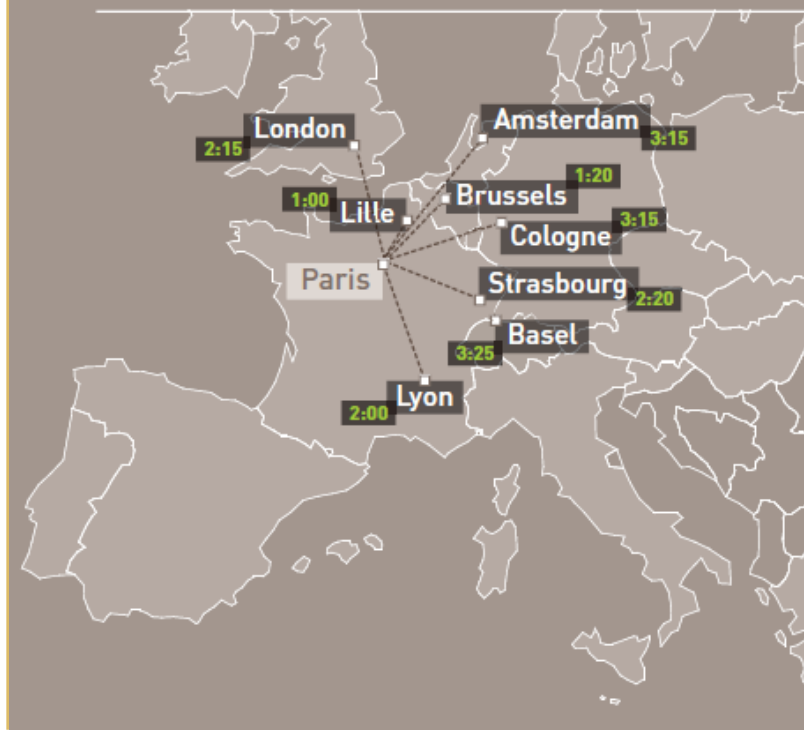 London
2:15
Amsterdam
3:15
Brussels
1:20
Lille
1:00
Cologne
3:15
Paris
Strasbourg
2:20
Basel
3:25
Lyon
2:00